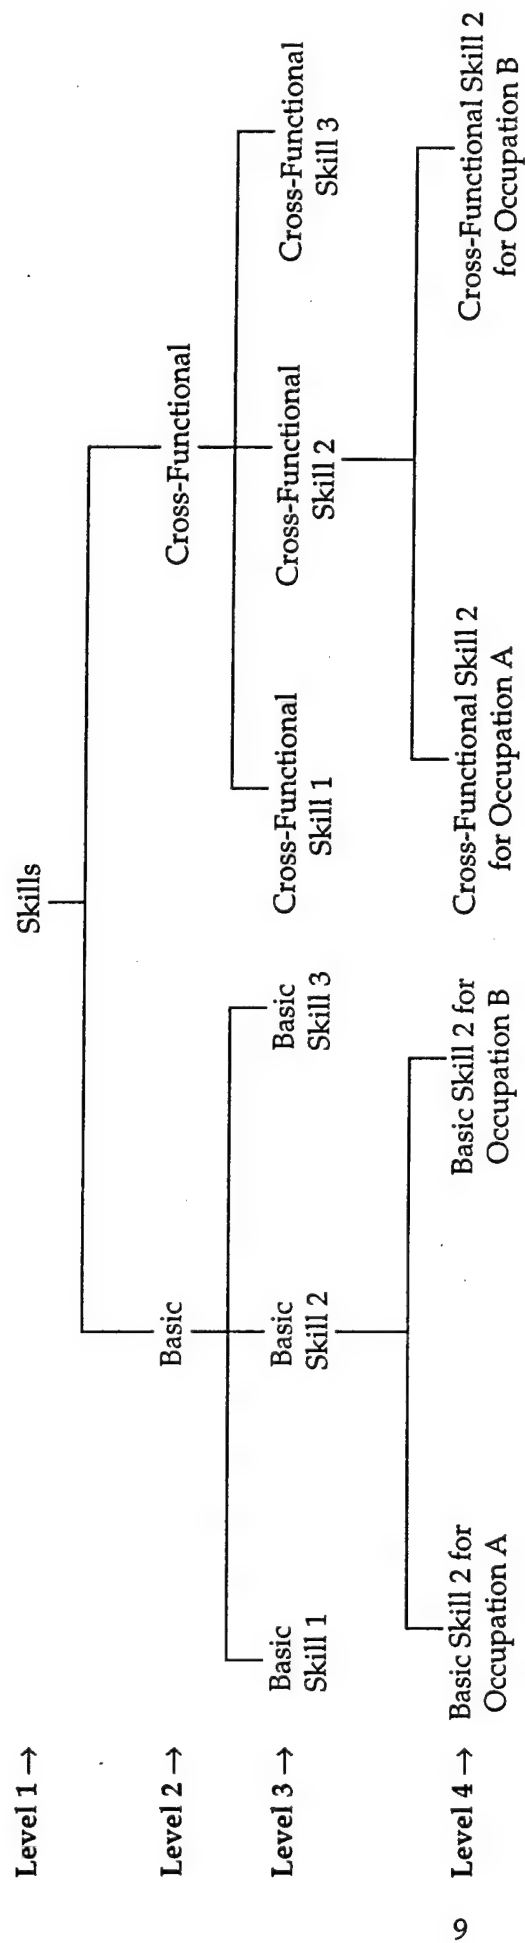 Level 1 →
Skills
Level 2 →
Basic
Cross-Functional
Level 3 →
Basic
Skill 1
Basic
Skill 2
Basic
Skill 3
Cross-Functional
Skill 1
Cross-Functional
Skill 2
Cross-Functional
Skill 3
Level 4 →
Basic Skill 2 for
Occupation A
Basic Skill 2 for
Occupation B
Cross-Functional Skill 2
for Occupation A
Cross-Functional Skill 2
for Occupation B
9